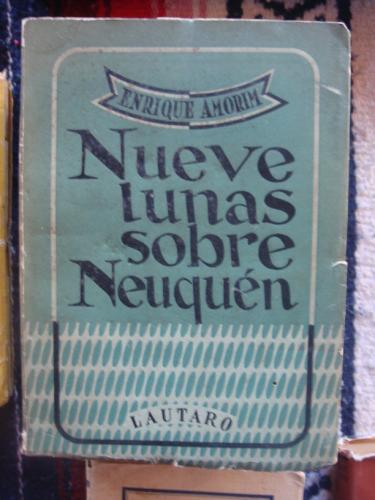 ENRIQUE AMORIM
Nueve
lunas
sobre
Neuquén
LAUTARO